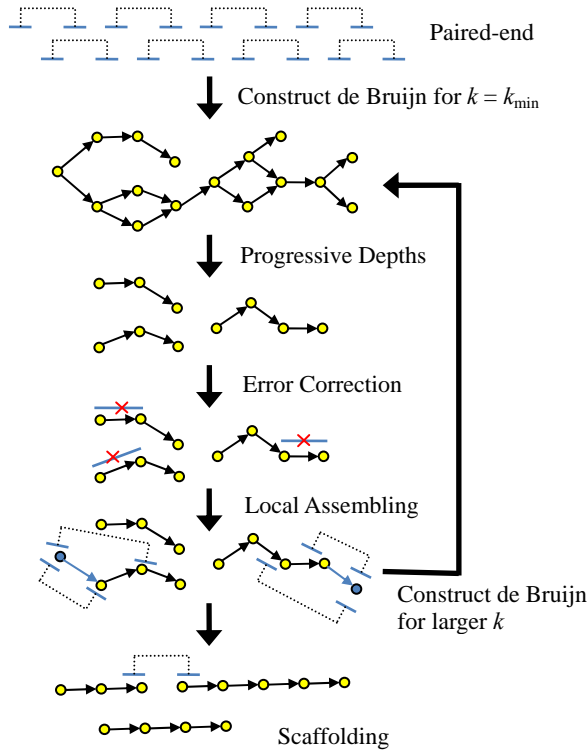 Paired-end
Construct de Bruijn for k = kmin
Progressive Depths
Error Correction
Local Assembling
Construct de Bruijn
for larger k
Scaffolding